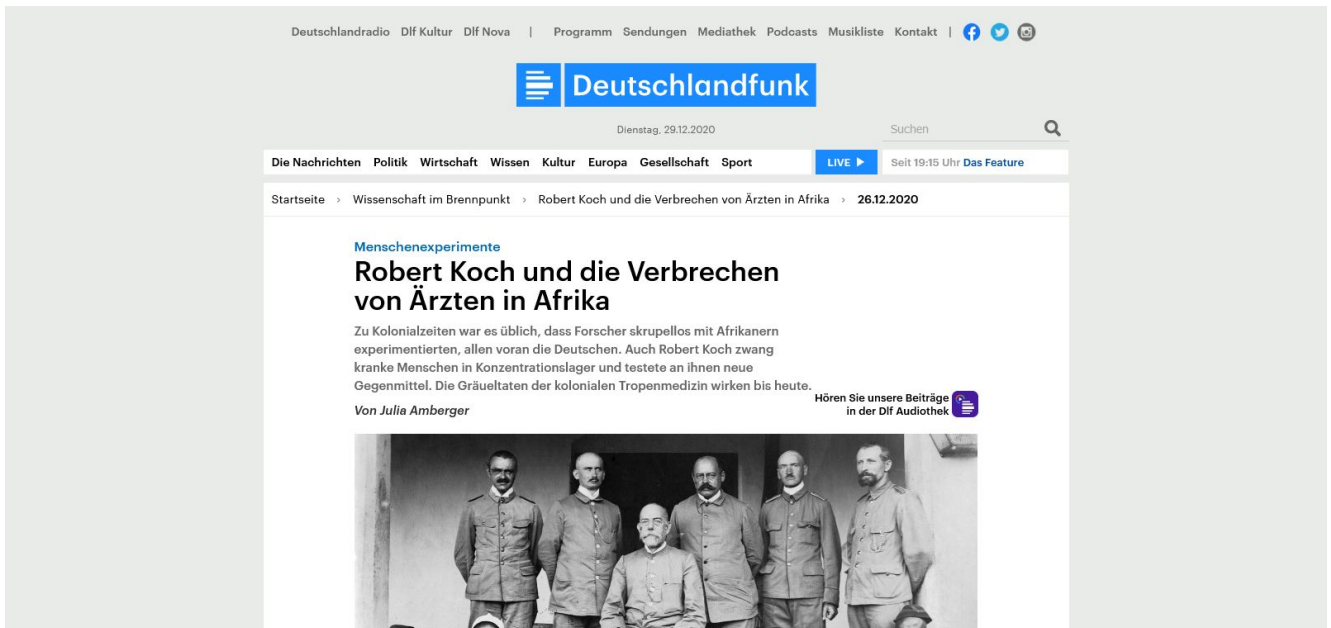 Deutschlandradio Dlf Kultur Dlf Nova | Programm Sendungen Mediathek Podcasts Musikliste Kontakt |
Deutschlandfunk
Dienstag, 29.12.2020
Suchen
Die Nachrichten Politik Wirtschaft Wissen Kultur Europa Gesellschaft Sport
LIVE
Seit 19:15 Uhr Das Feature
Startseite › Wissenschaft im Brennpunkt › Robert Koch und die Verbrechen von Ärzten in Afrika › 26.12.2020
Menschenexperimente
Robert Koch und die Verbrechen
von Ärzten in Afrika
Zu Kolonialzeiten war es üblich, dass Forscher skrupellos mit Afrikanern
experimentierten, allen voran die Deutschen. Auch Robert Koch zwang
kranke Menschen in Konzentrationslager und testete an ihnen neue
Gegenmittel. Die Gräueltaten der kolonialen Tropenmedizin wirken bis heute.
Von Julia Amberger
Hören Sie unsere Beiträge
in der Dlf Audiothek